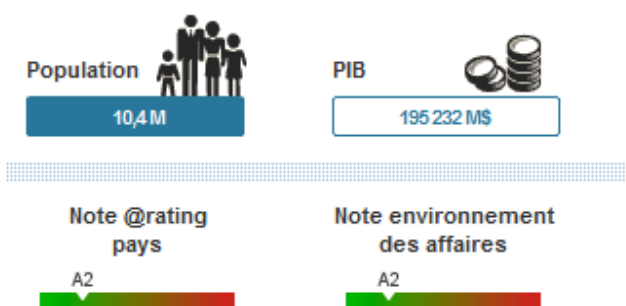 Population
PIB
10,4 M
195 232 M$
Note @rating
pays
Note environnement
des affaires
A2
A2